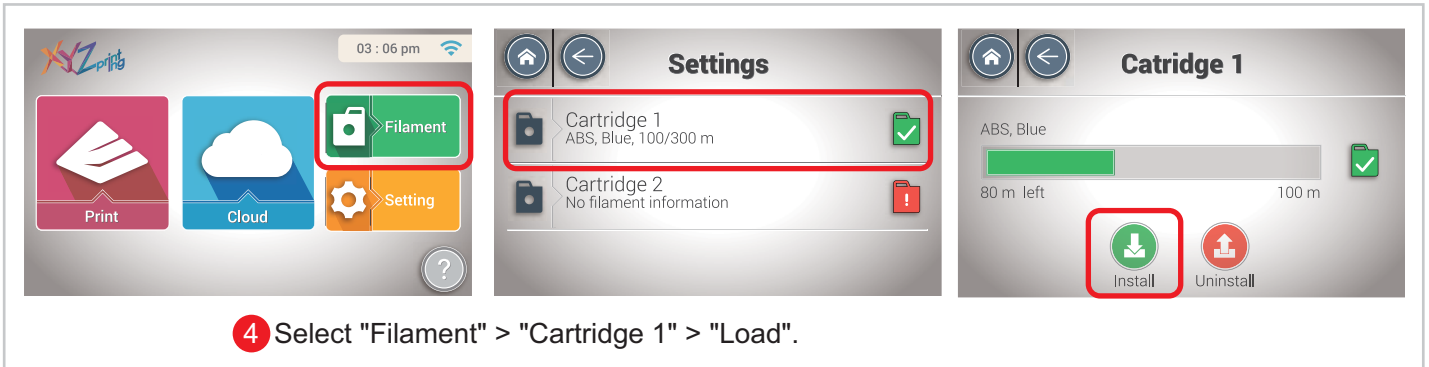 XYZprinting
03 : 06 pm
Filament
Print
Cloud
Setting
?
Settings
Cartridge 1
ABS, Blue, 100/300 m
Cartridge 2
No filament information
!
Catridge 1
ABS, Blue
80 m left
100 m
Install
Uninstall
4 Select "Filament" > "Cartridge 1" > "Load".